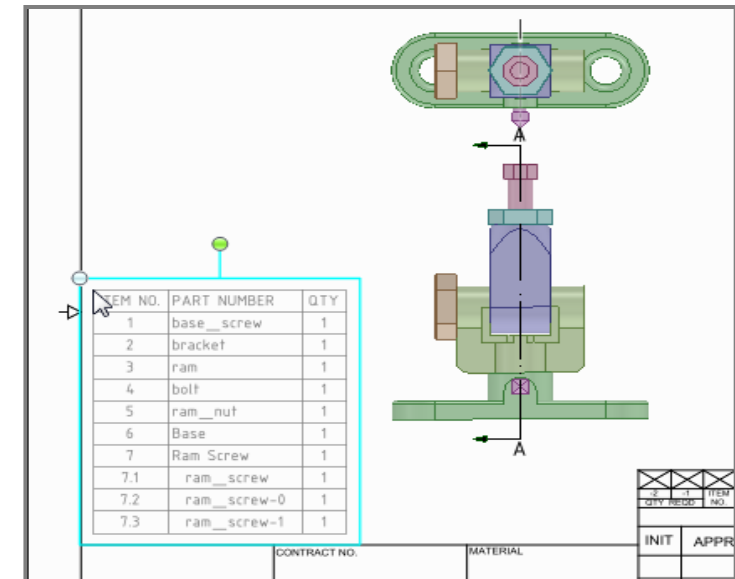 A
A
ITEM NO. PART NUMBER QTY
1 base__screw 1
2 bracket 1
3 ram 1
4 bolt 1
5 ram__nut 1
6 Base 1
7 Ram Screw 1
7.1 ram__screw 1
7.2 ram__screw-0 1
7.3 ram__screw-1 1
-2 -1 ITEM NO.
QTY REQD
INIT APPR
CONTRACT NO. MATERIAL